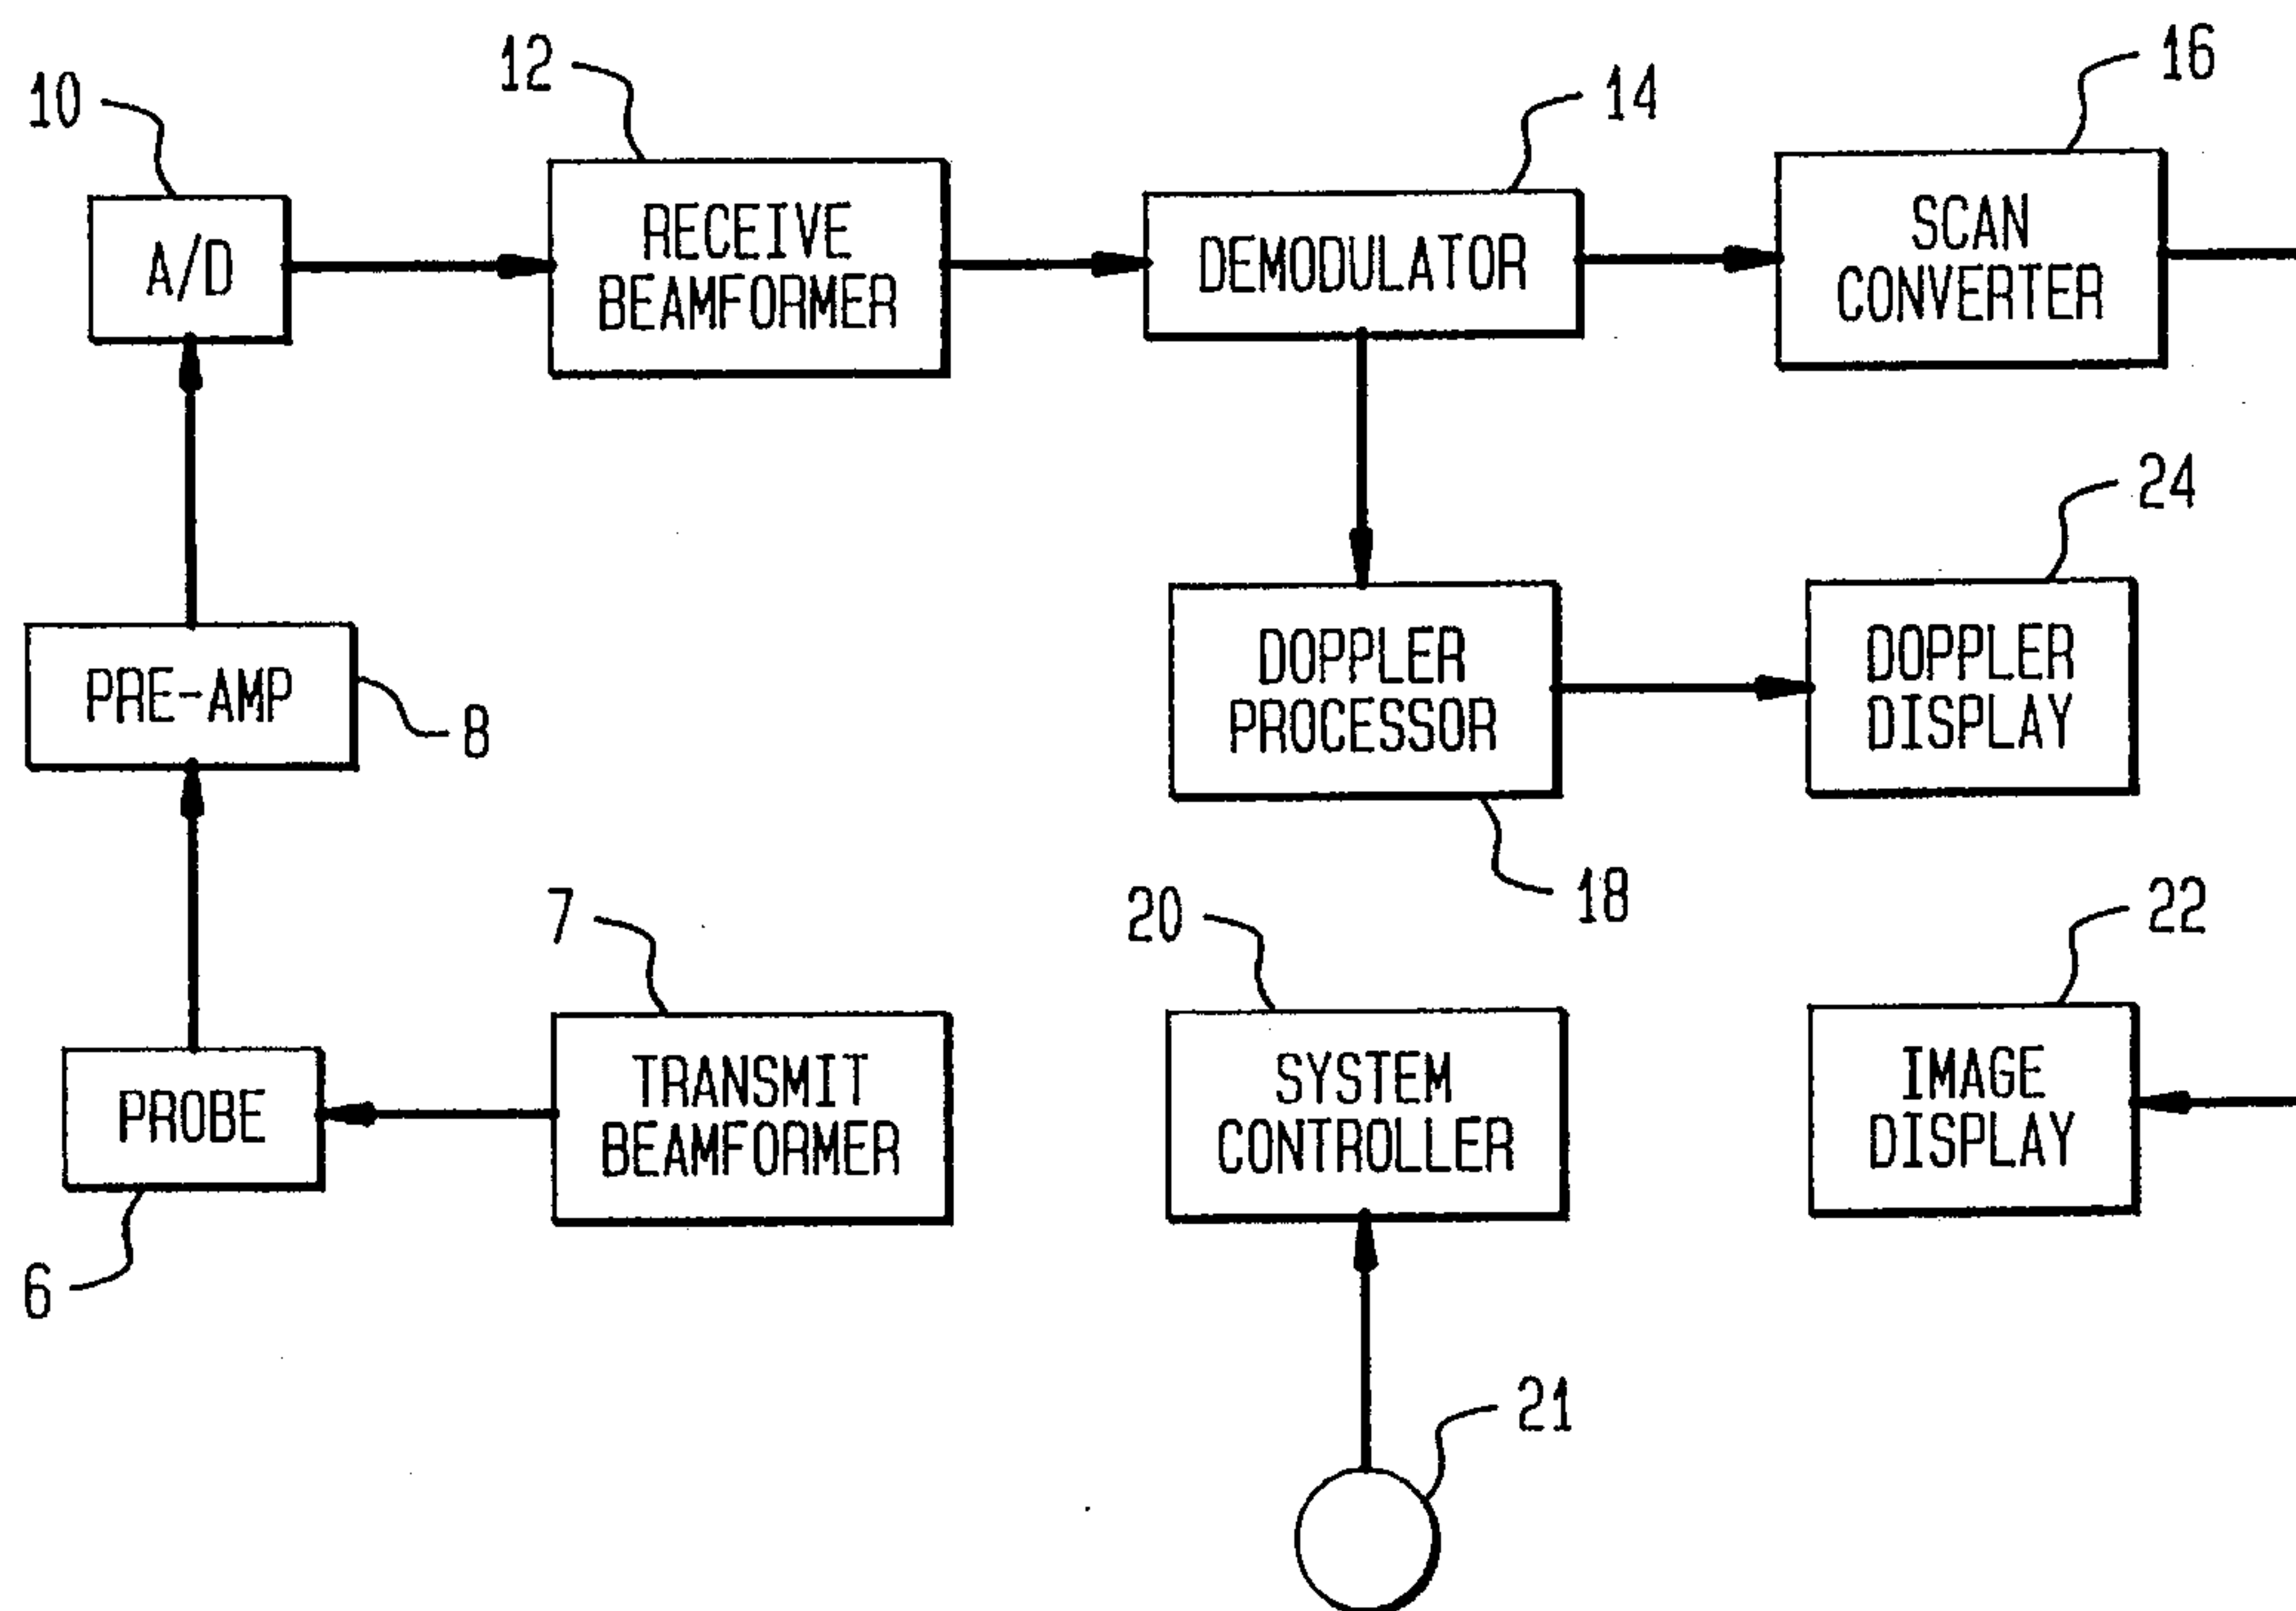 10
A/D
12
RECEIVE
BEAMFORMER
14
DEMODULATOR
16
SCAN
CONVERTER
PRE-AMP
8
DOPPLER
PROCESSOR
18
24
DOPPLER
DISPLAY
PROBE
6
7
TRANSMIT
BEAMFORMER
20
SYSTEM
CONTROLLER
22
IMAGE
DISPLAY
21